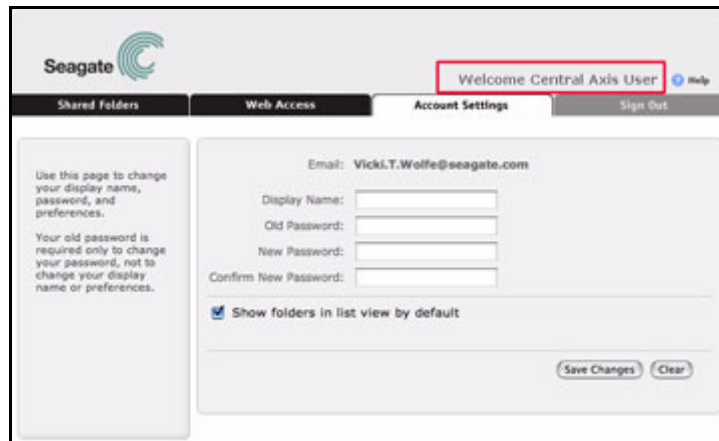 Seagate
Welcome Central Axis User
Help
Shared Folders
Web Access
Account Settings
Sign Out
Use this page to change
your display name,
password, and
preferences.
Your old password is
required only to change
your password, not to
change your display
name or preferences.
Email: Vicki.T.Wolfe@seagate.com
Display Name:
Old Password:
New Password:
Confirm New Password:
Show folders in list view by default
Save Changes
Clear